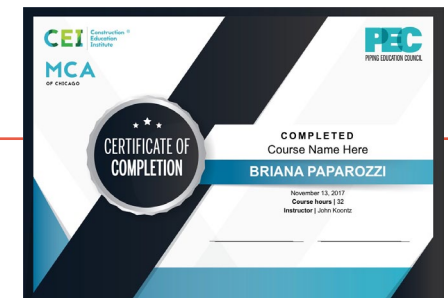 CEI Construction ®
Education
Institute
MCA
OF CHICAGO
PEC
PIPING EDUCATION COUNCIL
CERTIFICATE OF
COMPLETION
COMPLETED
Course Name Here
BRIANA PAPAROZZI
November 13, 2017
Course hours | 32
Instructor | John Koontz